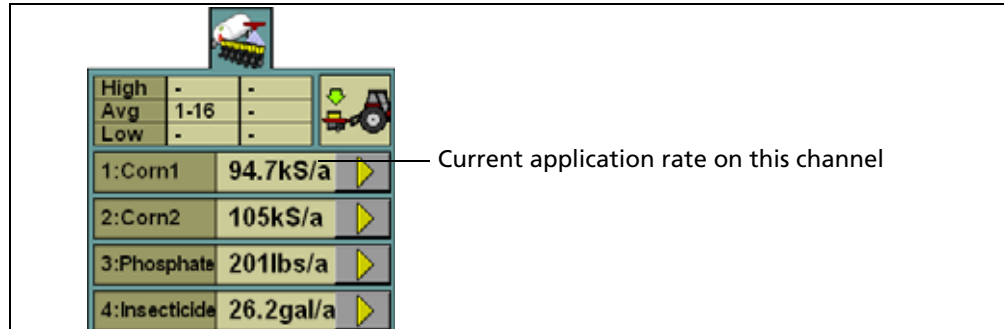 High - -
Avg 1-16 -
Low - -
1:Corn1 94.7kS/a
Current application rate on this channel
2:Corn2 105kS/a
3:Phosphate 201lbs/a
4:Insecticide 26.2gal/a